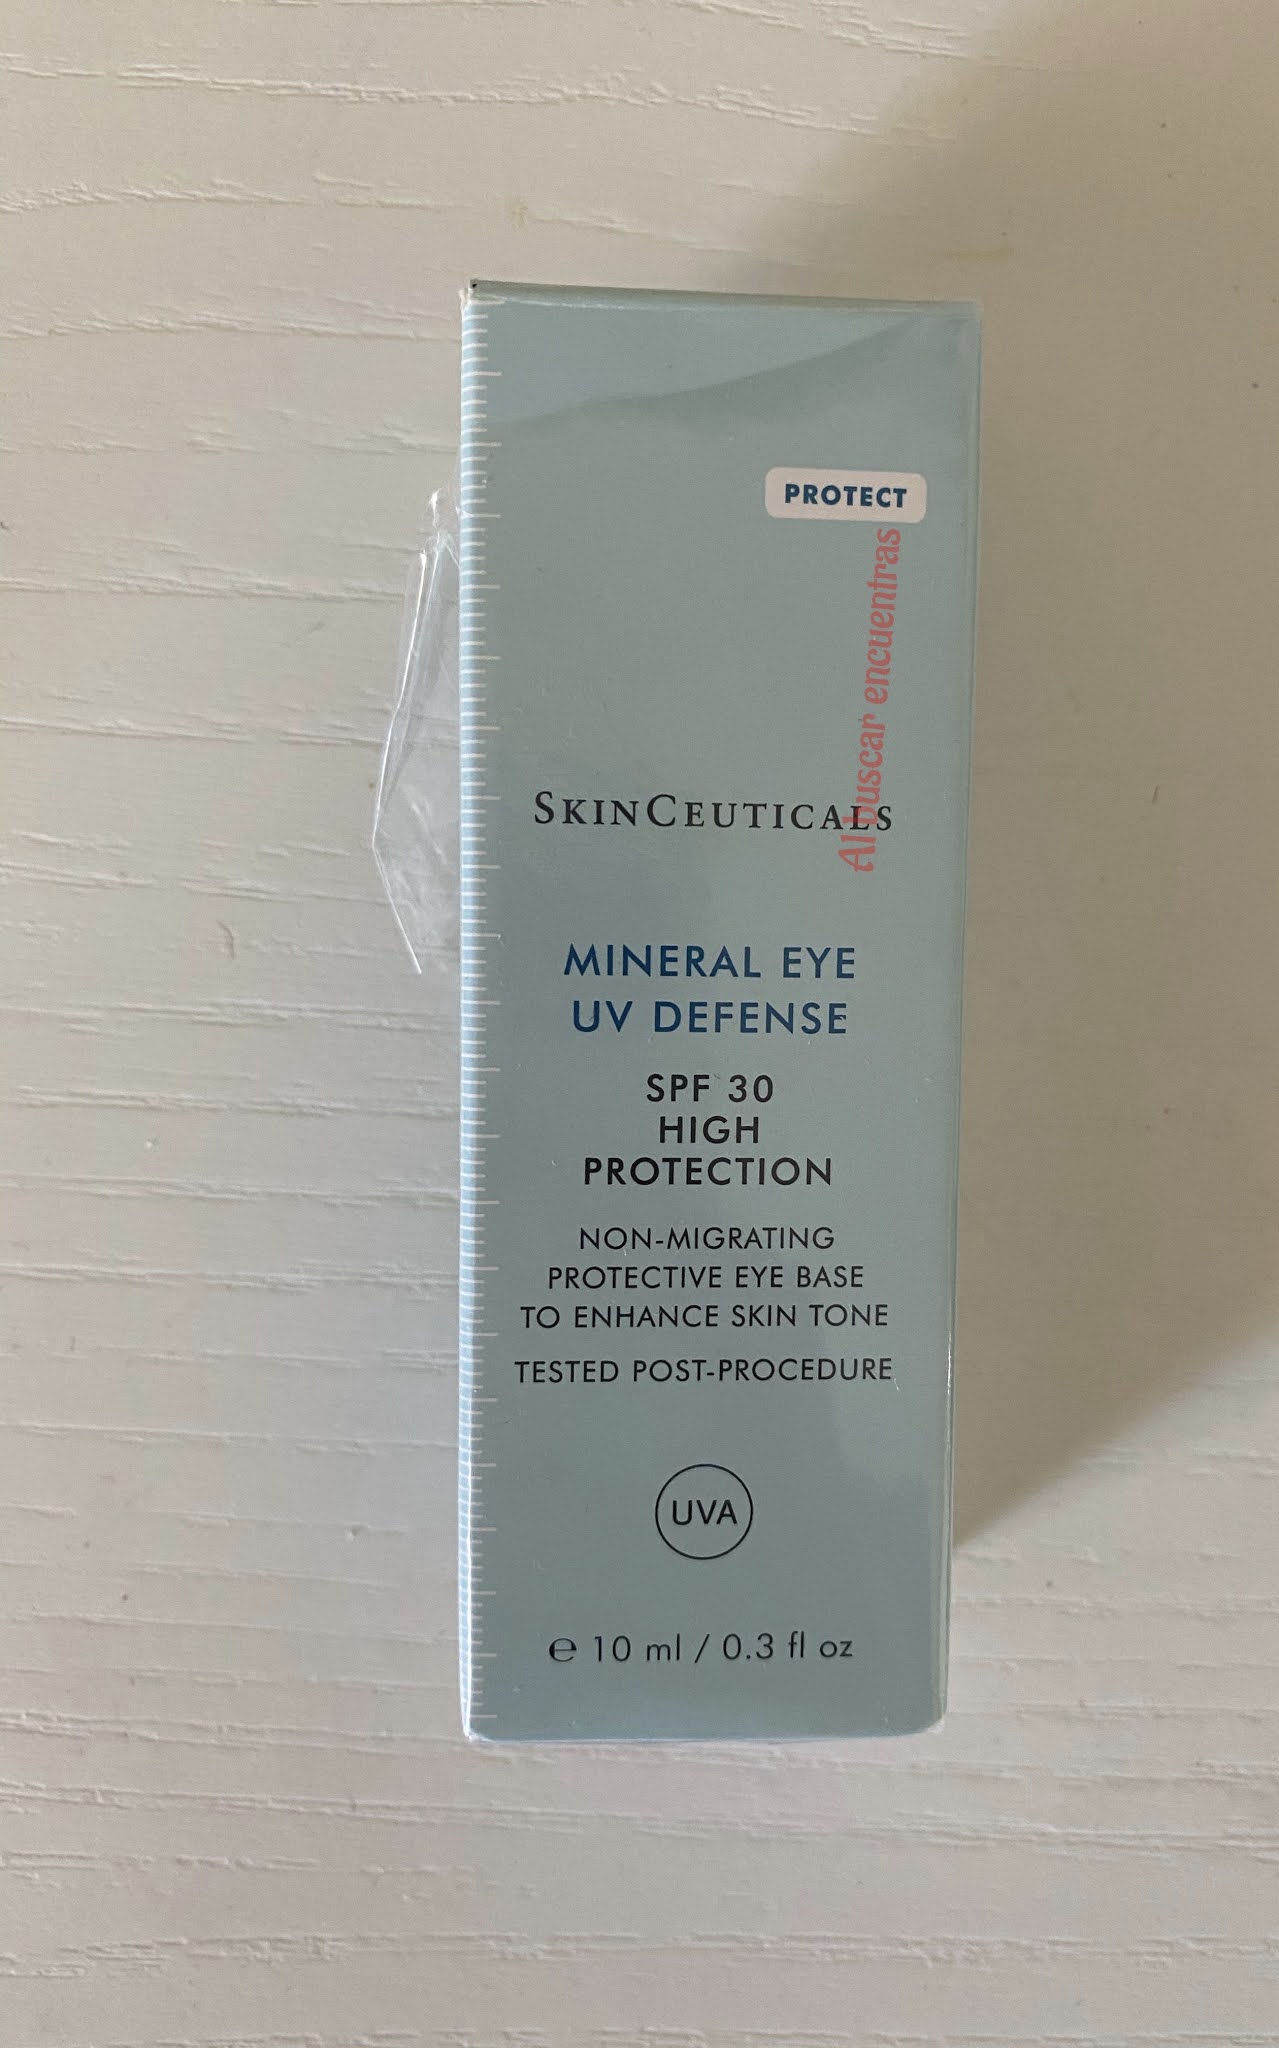 PROTECT
Al buscar encuentras
SKINCEUTICALS
MINERAL EYE
UV DEFENSE
SPF 30
HIGH
PROTECTION
NON-MIGRATING
PROTECTIVE EYE BASE
TO ENHANCE SKIN TONE
TESTED POST-PROCEDURE
UVA
℮ 10 ml / 0.3 fl oz